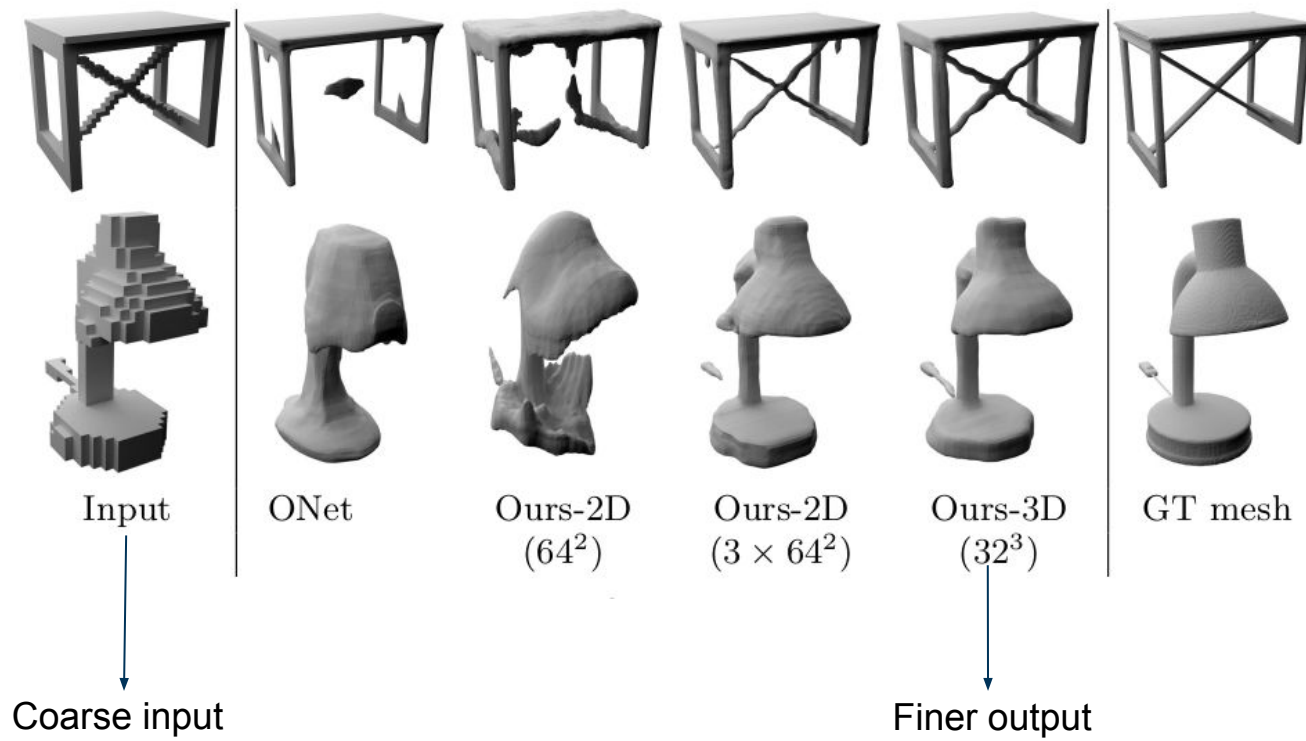 Input ONet Ours-2D Ours-2D Ours-3D GT mesh
(64²) (3 × 64²) (32³)
Coarse input Finer output